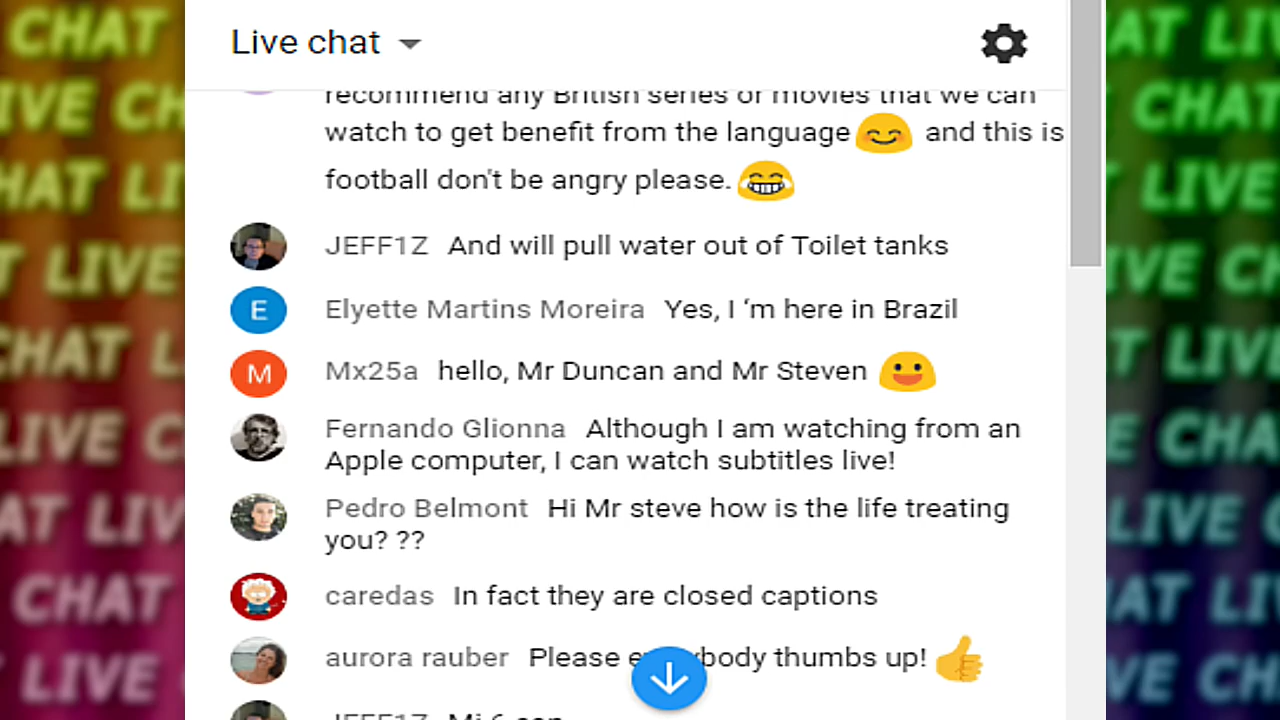 Live chat
recommend any British series or movies that we can
watch to get benefit from the language 😊 and this is
football don't be angry please. 😂
JEFF1Z And will pull water out of Toilet tanks
E Elyette Martins Moreira Yes, I ‘m here in Brazil
M Mx25a hello, Mr Duncan and Mr Steven 😃
Fernando Glionna Although I am watching from an
Apple computer, I can watch subtitles live!
Pedro Belmont Hi Mr steve how is the life treating
you? ??
caredas In fact they are closed captions
aurora rauber Please everybody thumbs up! 👍
JEFF1Z Mi 6